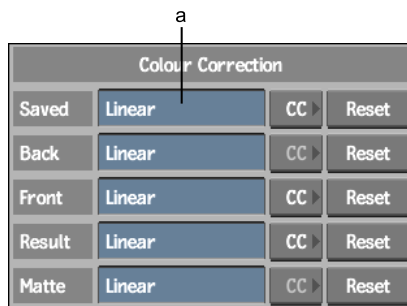 a
Colour Correction
Saved Linear CC Reset
Back Linear CC Reset
Front Linear CC Reset
Result Linear CC Reset
Matte Linear CC Reset